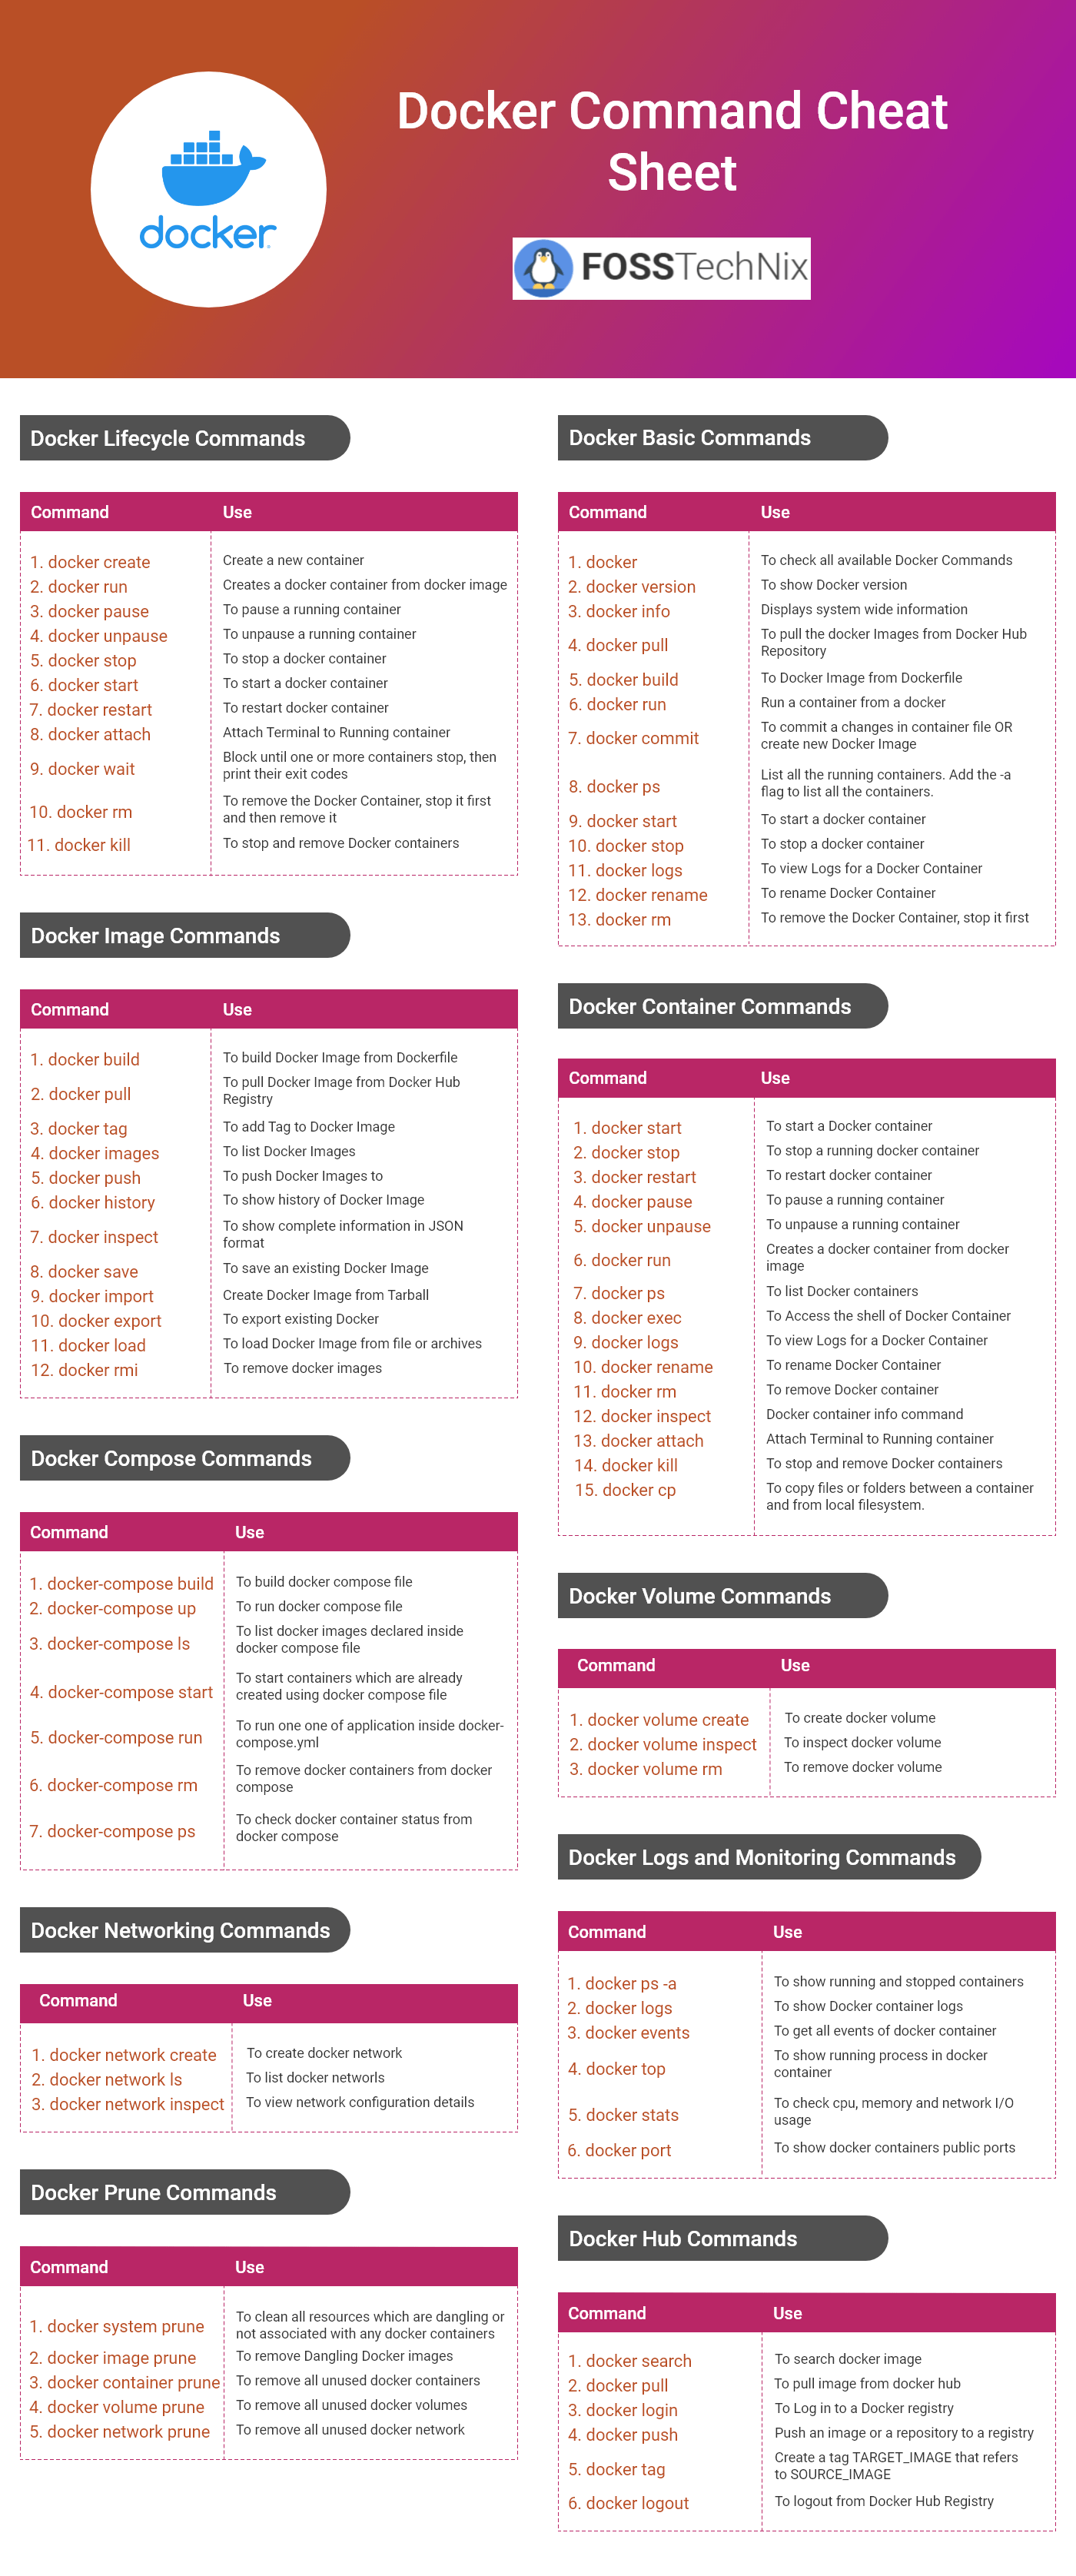 Docker Command Cheat
Sheet
docker
FOSSTechNix
Docker Lifecycle Commands
Command Use
1. docker create Create a new container
2. docker run Creates a docker container from docker image
3. docker pause To pause a running container
4. docker unpause To unpause a running container
5. docker stop To stop a docker container
6. docker start To start a docker container
7. docker restart To restart docker container
8. docker attach Attach Terminal to Running container
9. docker wait Block until one or more containers stop, then
print their exit codes
10. docker rm To remove the Docker Container, stop it first
and then remove it
11. docker kill To stop and remove Docker containers
Docker Image Commands
Command Use
1. docker build To build Docker Image from Dockerfile
2. docker pull To pull Docker Image from Docker Hub
Registry
3. docker tag To add Tag to Docker Image
4. docker images To list Docker Images
5. docker push To push Docker Images to
6. docker history To show history of Docker Image
7. docker inspect To show complete information in JSON
format
8. docker save To save an existing Docker Image
9. docker import Create Docker Image from Tarball
10. docker export To export existing Docker
11. docker load To load Docker Image from file or archives
12. docker rmi To remove docker images
Docker Compose Commands
Command Use
1. docker-compose build To build docker compose file
2. docker-compose up To run docker compose file
3. docker-compose ls To list docker images declared inside
docker compose file
4. docker-compose start To start containers which are already
created using docker compose file
5. docker-compose run To run one one of application inside docker-
compose.yml
6. docker-compose rm To remove docker containers from docker
compose
7. docker-compose ps To check docker container status from
docker compose
Docker Networking Commands
Command Use
1. docker network create To create docker network
2. docker network ls To list docker networls
3. docker network inspect To view network configuration details
Docker Prune Commands
Command Use
1. docker system prune To clean all resources which are dangling or
not associated with any docker containers
2. docker image prune To remove Dangling Docker images
3. docker container prune To remove all unused docker containers
4. docker volume prune To remove all unused docker volumes
5. docker network prune To remove all unused docker network
Docker Basic Commands
Command Use
1. docker To check all available Docker Commands
2. docker version To show Docker version
3. docker info Displays system wide information
4. docker pull To pull the docker Images from Docker Hub
Repository
5. docker build To Docker Image from Dockerfile
6. docker run Run a container from a docker
7. docker commit To commit a changes in container file OR
create new Docker Image
8. docker ps List all the running containers. Add the -a
flag to list all the containers.
9. docker start To start a docker container
10. docker stop To stop a docker container
11. docker logs To view Logs for a Docker Container
12. docker rename To rename Docker Container
13. docker rm To remove the Docker Container, stop it first
Docker Container Commands
Command Use
1. docker start To start a Docker container
2. docker stop To stop a running docker container
3. docker restart To restart docker container
4. docker pause To pause a running container
5. docker unpause To unpause a running container
6. docker run Creates a docker container from docker
image
7. docker ps To list Docker containers
8. docker exec To Access the shell of Docker Container
9. docker logs To view Logs for a Docker Container
10. docker rename To rename Docker Container
11. docker rm To remove Docker container
12. docker inspect Docker container info command
13. docker attach Attach Terminal to Running container
14. docker kill To stop and remove Docker containers
15. docker cp To copy files or folders between a container
and from local filesystem.
Docker Volume Commands
Command Use
1. docker volume create To create docker volume
2. docker volume inspect To inspect docker volume
3. docker volume rm To remove docker volume
Docker Logs and Monitoring Commands
Command Use
1. docker ps -a To show running and stopped containers
2. docker logs To show Docker container logs
3. docker events To get all events of docker container
4. docker top To show running process in docker
container
5. docker stats To check cpu, memory and network I/O
usage
6. docker port To show docker containers public ports
Docker Hub Commands
Command Use
1. docker search To search docker image
2. docker pull To pull image from docker hub
3. docker login To Log in to a Docker registry
4. docker push Push an image or a repository to a registry
5. docker tag Create a tag TARGET_IMAGE that refers
to SOURCE_IMAGE
6. docker logout To logout from Docker Hub Registry